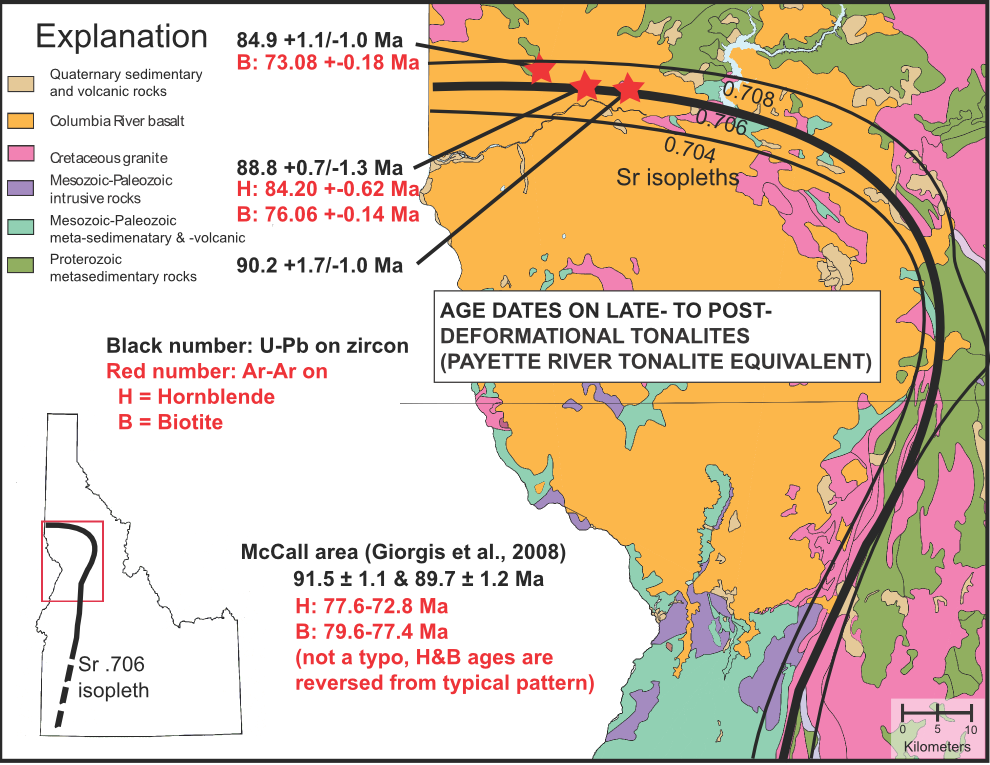 Explanation
Quaternary sedimentary
and volcanic rocks
Columbia River basalt
Cretaceous granite
Mesozoic-Paleozoic
intrusive rocks
Mesozoic-Paleozoic
meta-sedimenatary & -volcanic
Proterozoic
metasedimentary rocks
84.9 +1.1/-1.0 Ma
B: 73.08 +-0.18 Ma
88.8 +0.7/-1.3 Ma
H: 84.20 +-0.62 Ma
B: 76.06 +-0.14 Ma
90.2 +1.7/-1.0 Ma
0.708
0.706
0.704
Sr isopleths
AGE DATES ON LATE- TO POST-
DEFORMATIONAL TONALITES
(PAYETTE RIVER TONALITE EQUIVALENT)
Black number: U-Pb on zircon
Red number: Ar-Ar on
H = Hornblende
B = Biotite
McCall area (Giorgis et al., 2008)
91.5 ± 1.1 & 89.7 ± 1.2 Ma
H: 77.6-72.8 Ma
B: 79.6-77.4 Ma
(not a typo, H&B ages are
reversed from typical pattern)
Sr .706
isopleth
0 5 10
Kilometers